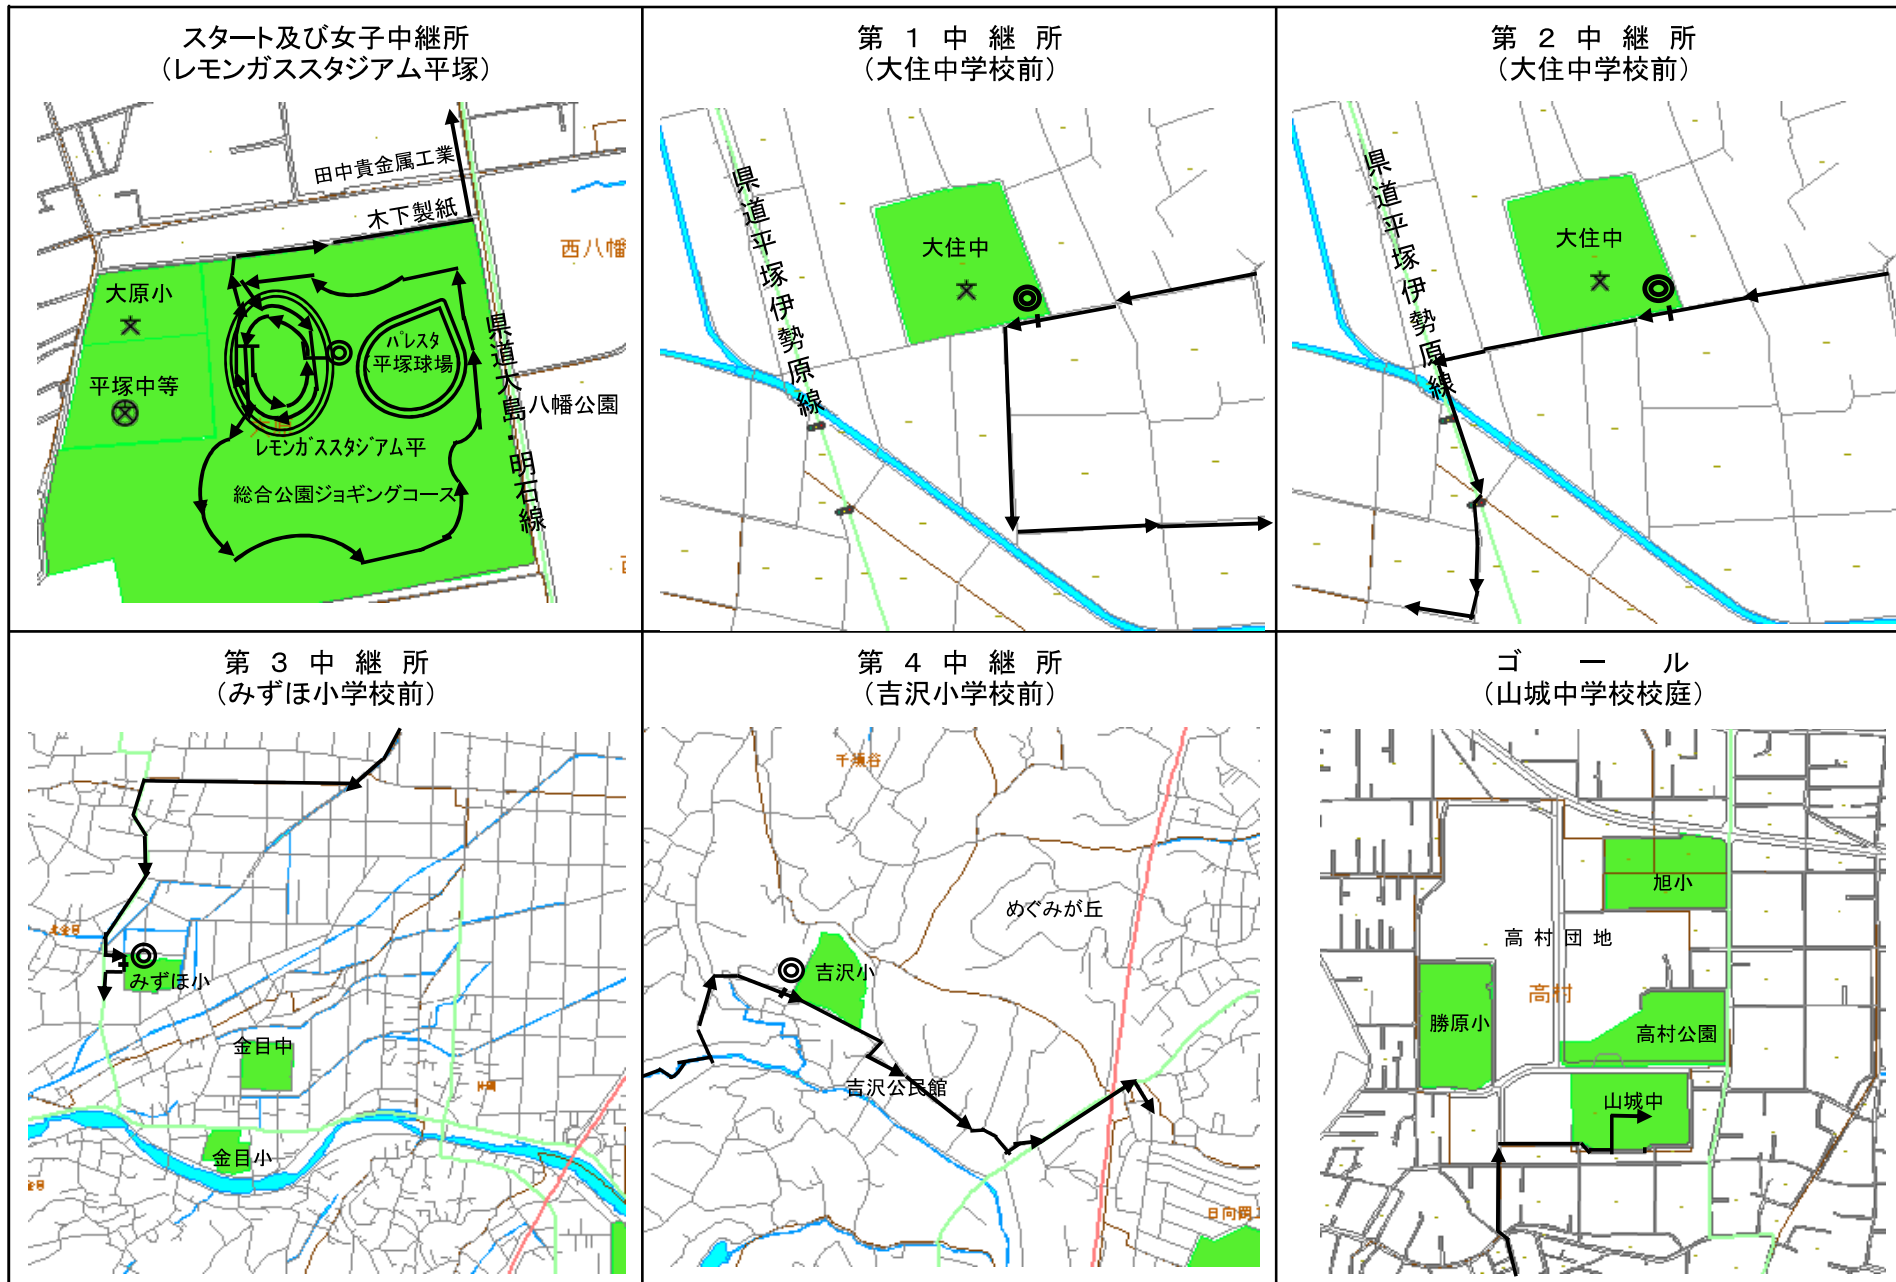 スタート及び女子中継所
（レモンガススタジアム平塚）
田中貴金属工業
木下製紙
西八幡
大原小
平塚中等
パレスタ
平塚球場
県道大島・明石線
八幡公園
レモンガススタジアム平
総合公園ジョギングコース
第１中継所
（大住中学校前）
県道平塚伊勢原線
大住中
第２中継所
（大住中学校前）
県道平塚伊勢原線
大住中
第３中継所
（みずほ小学校前）
北金目
みずほ小
金目中
金目小
第４中継所
（吉沢小学校前）
千須谷
めぐみが丘
吉沢小
吉沢公民館
日向岡
ゴール
（山城中学校校庭）
旭小
高村団地
高村
勝原小
高村公園
山城中